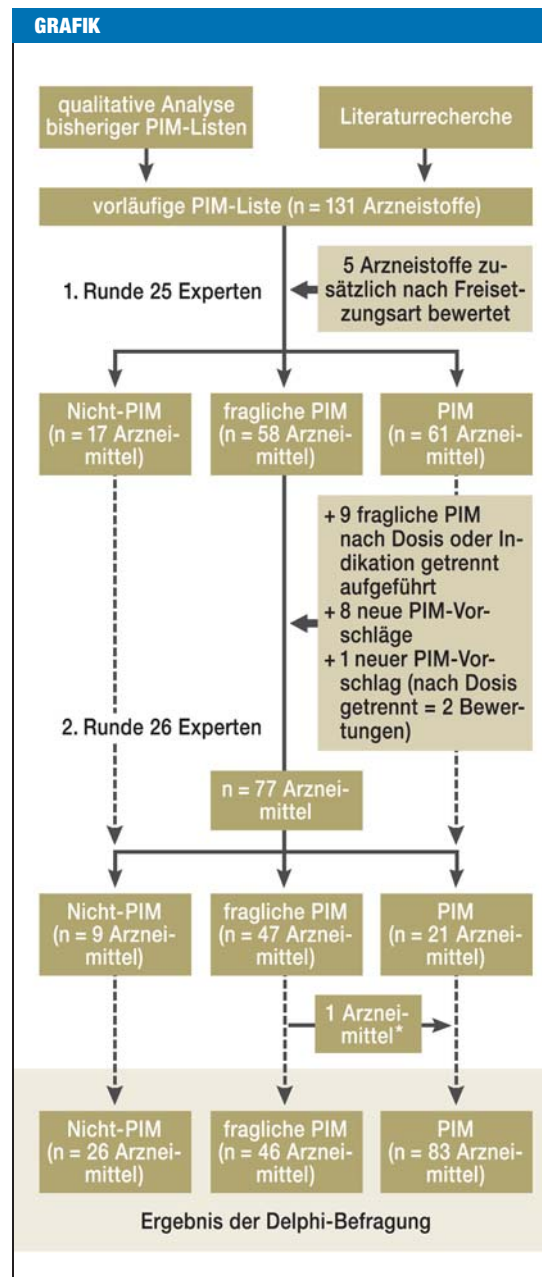 GRAFIK
qualitative Analyse
bisheriger PIM-Listen
Literaturrecherche
vorläufige PIM-Liste (n = 131 Arzneistoffe)
1. Runde 25 Experten
5 Arzneistoffe zu-
sätzlich nach Freiset-
zungsart bewertet
Nicht-PIM
(n = 17 Arznei-
mittel)
fragliche PIM
(n = 58 Arznei-
mittel)
PIM
(n = 61 Arznei-
mittel)
+ 9 fragliche PIM
nach Dosis oder In-
dikation getrennt
aufgeführt
+ 8 neue PIM-Vor-
schläge
+ 1 neuer PIM-Vor-
schlag (nach Dosis
getrennt = 2 Bewer-
tungen)
2. Runde 26 Experten
n = 77 Arznei-
mittel
Nicht-PIM
(n = 9 Arznei-
mittel)
fragliche PIM
(n = 47 Arznei-
mittel)
PIM
(n = 21 Arznei-
mittel)
1 Arznei-
mittel*
Nicht-PIM
(n = 26 Arznei-
mittel)
fragliche PIM
(n = 46 Arznei-
mittel)
PIM
(n = 83 Arznei-
mittel)
Ergebnis der Delphi-Befragung